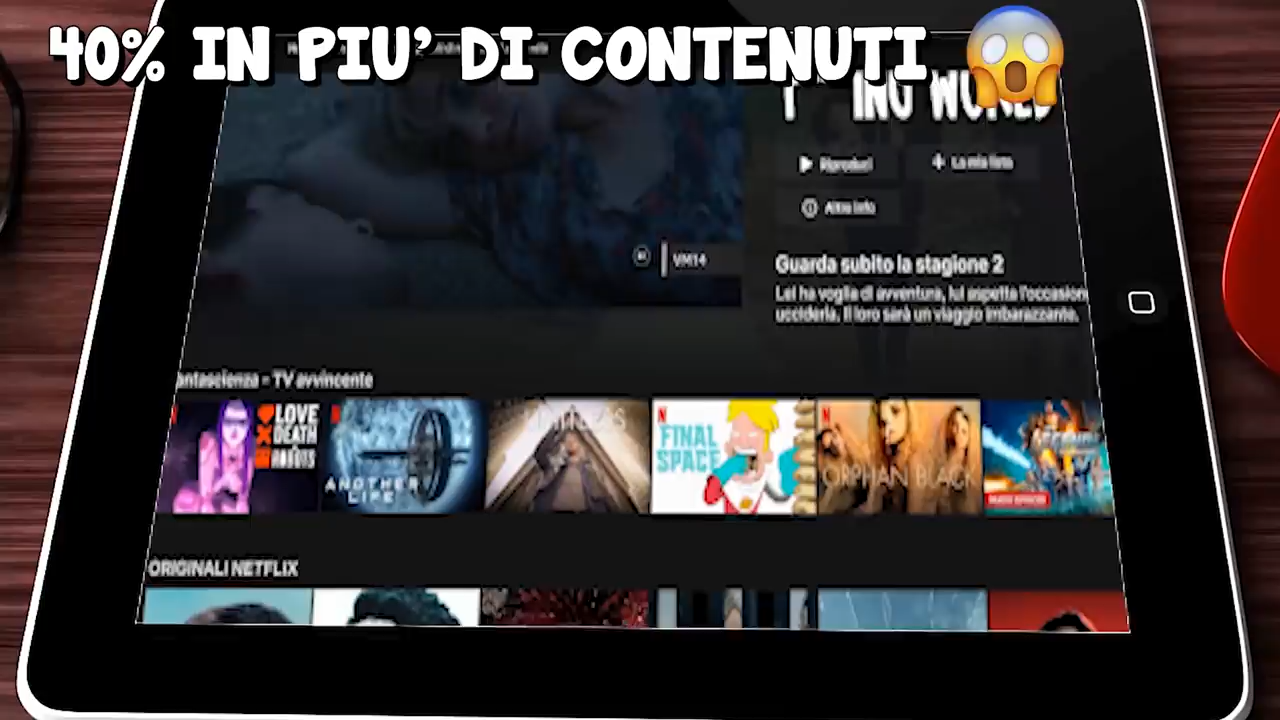 40% IN PIU' DI CONTENUTI
ING WORLD
Riproduci
La mia lista
Altre info
VM14
Guarda subito la stagione 2
Lei ha voglia di avventura, lui aspetta l'occasione
ucciderla. Il loro sarà un viaggio imbarazzante.
antascienza - TV avvincente
LOVE
DEATH
ROBOTS
ANOTHER
LIFE
FINAL
SPACE
ORPHAN BLACK
ORIGINALI NETFLIX